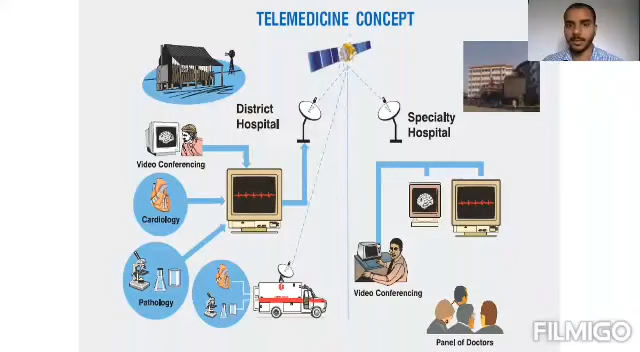 TELEMEDICINE CONCEPT
District
Hospital
Specialty
Hospital
Video Conferencing
Cardiology
Pathology
Video Conferencing
Panel of Doctors
FILMIGO